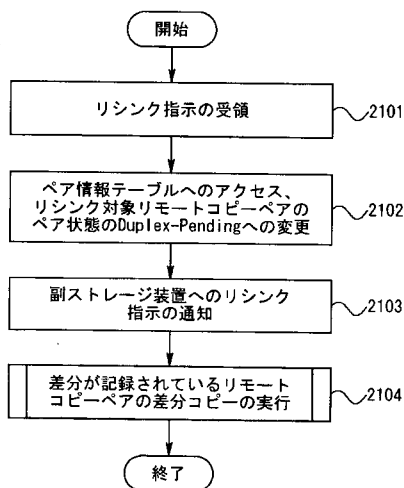 開始
リシンク指示の受領
2101
ペア情報テーブルへのアクセス、
リシンク対象リモートコピーペアの
ペア状態のDuplex-Pendingへの変更
2102
副ストレージ装置へのリシンク
指示の通知
2103
差分が記録されているリモート
コピーペアの差分コピーの実行
2104
終了